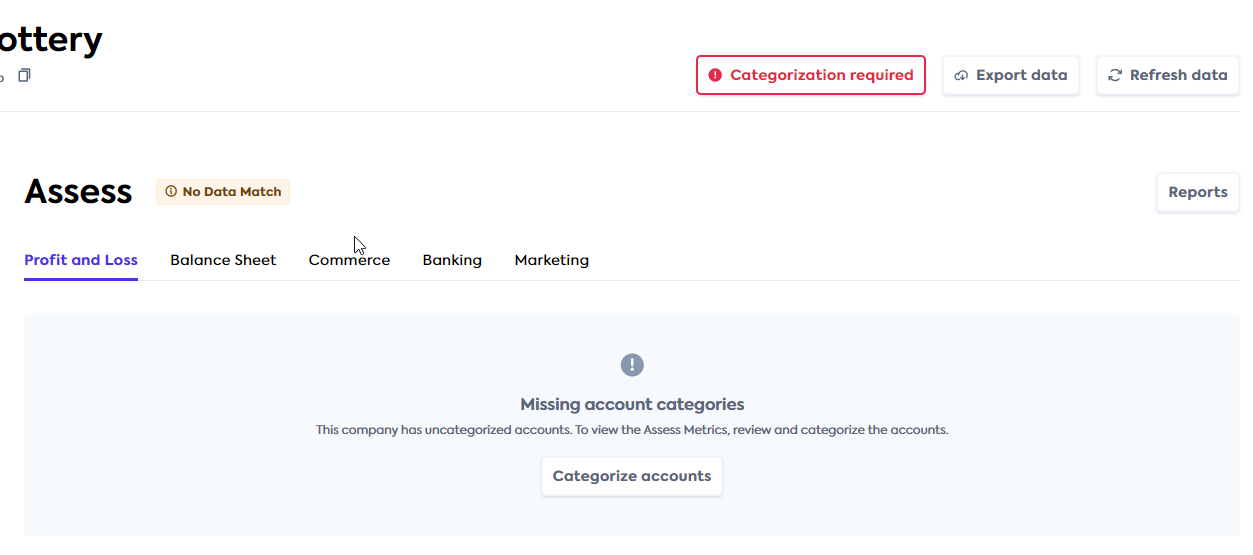 ottery
Categorization required
Export data
Refresh data
Assess
No Data Match
Reports
Profit and Loss
Balance Sheet
Commerce
Banking
Marketing
Missing account categories
This company has uncategorized accounts. To view the Assess Metrics, review and categorize the accounts.
Categorize accounts